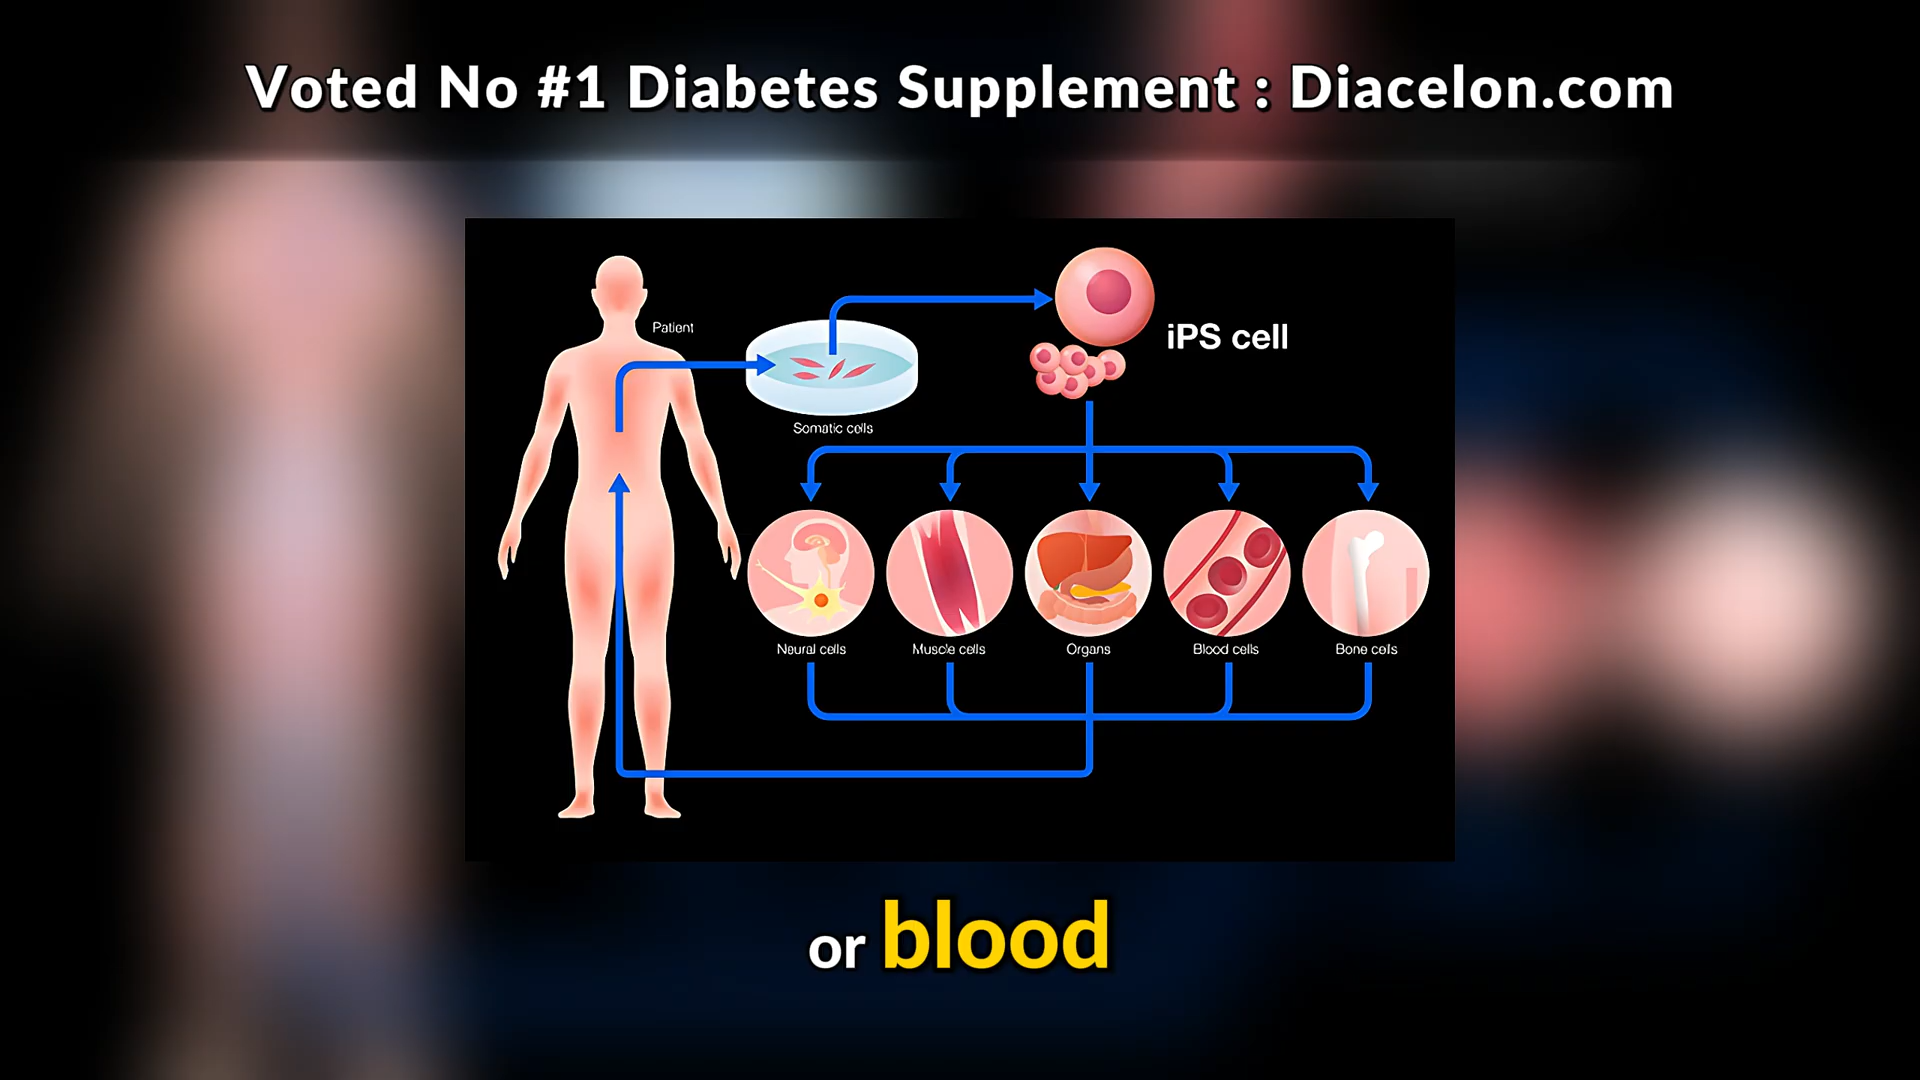 Voted No #1 Diabetes Supplement : Diacelon.com
Patient
iPS cell
Somatic cells
Neural cells
Muscle cells
Organs
Blood cells
Bone cells
or blood